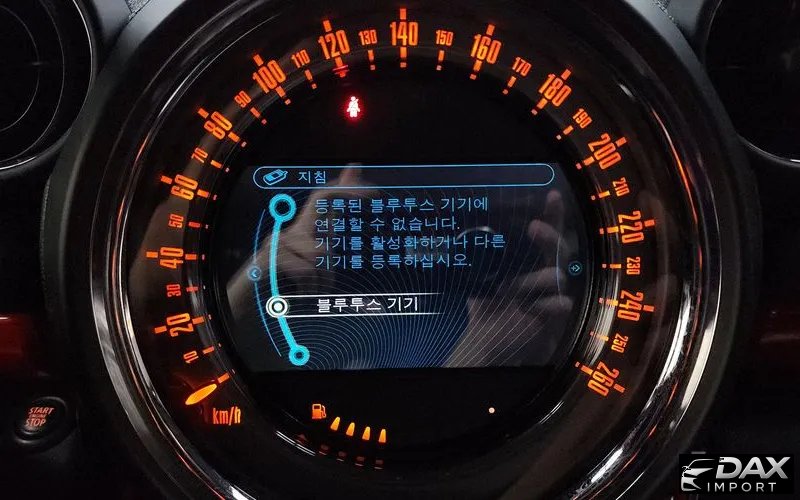 10
20
30
40
50
60
70
80
90
100
110
120
130
140
150
160
170
180
190
200
210
220
230
240
250
260
km/h
지침
등록된 블루투스 기기에
연결할 수 없습니다.
기기를 활성화하거나 다른
기기를 등록하십시오.
블루투스 기기
START
ENGINE
STOP
DAX
IMPORT